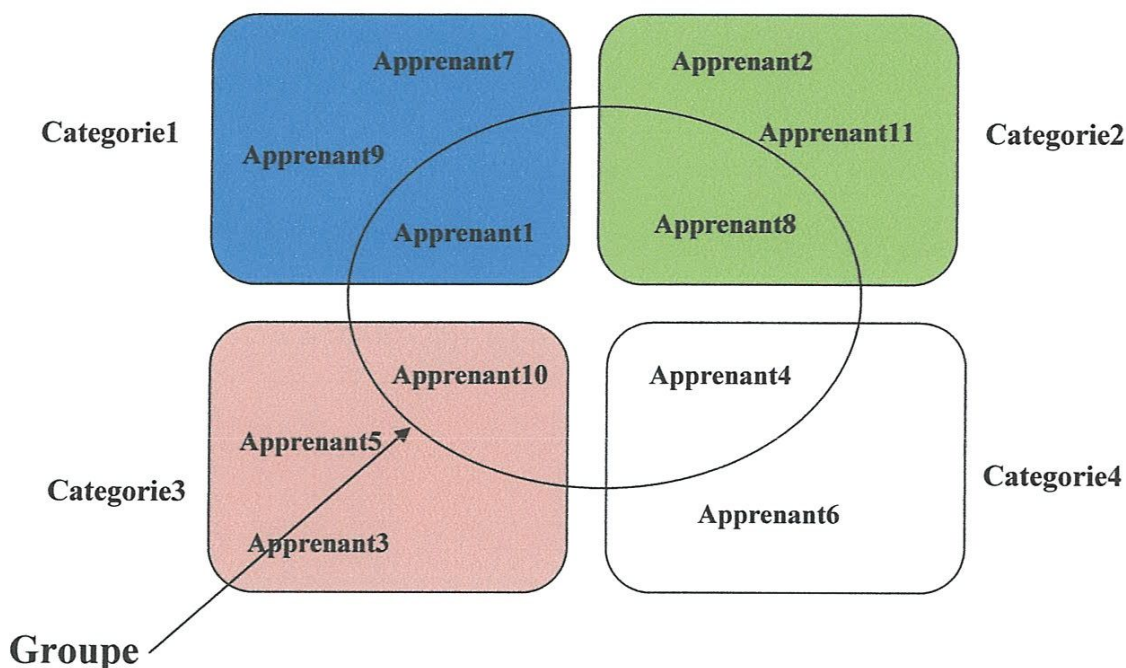 Apprenant7
Apprenant2
Categorie1
Apprenant11
Categorie2
Apprenant9
Apprenant1
Apprenant8
Apprenant10
Apprenant4
Apprenant5
Categorie3
Categorie4
Apprenant6
Apprenant3
Groupe